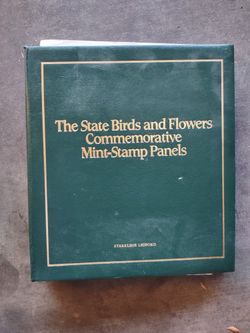 The State Birds and Flowers
Commemorative
Mint-Stamp Panels